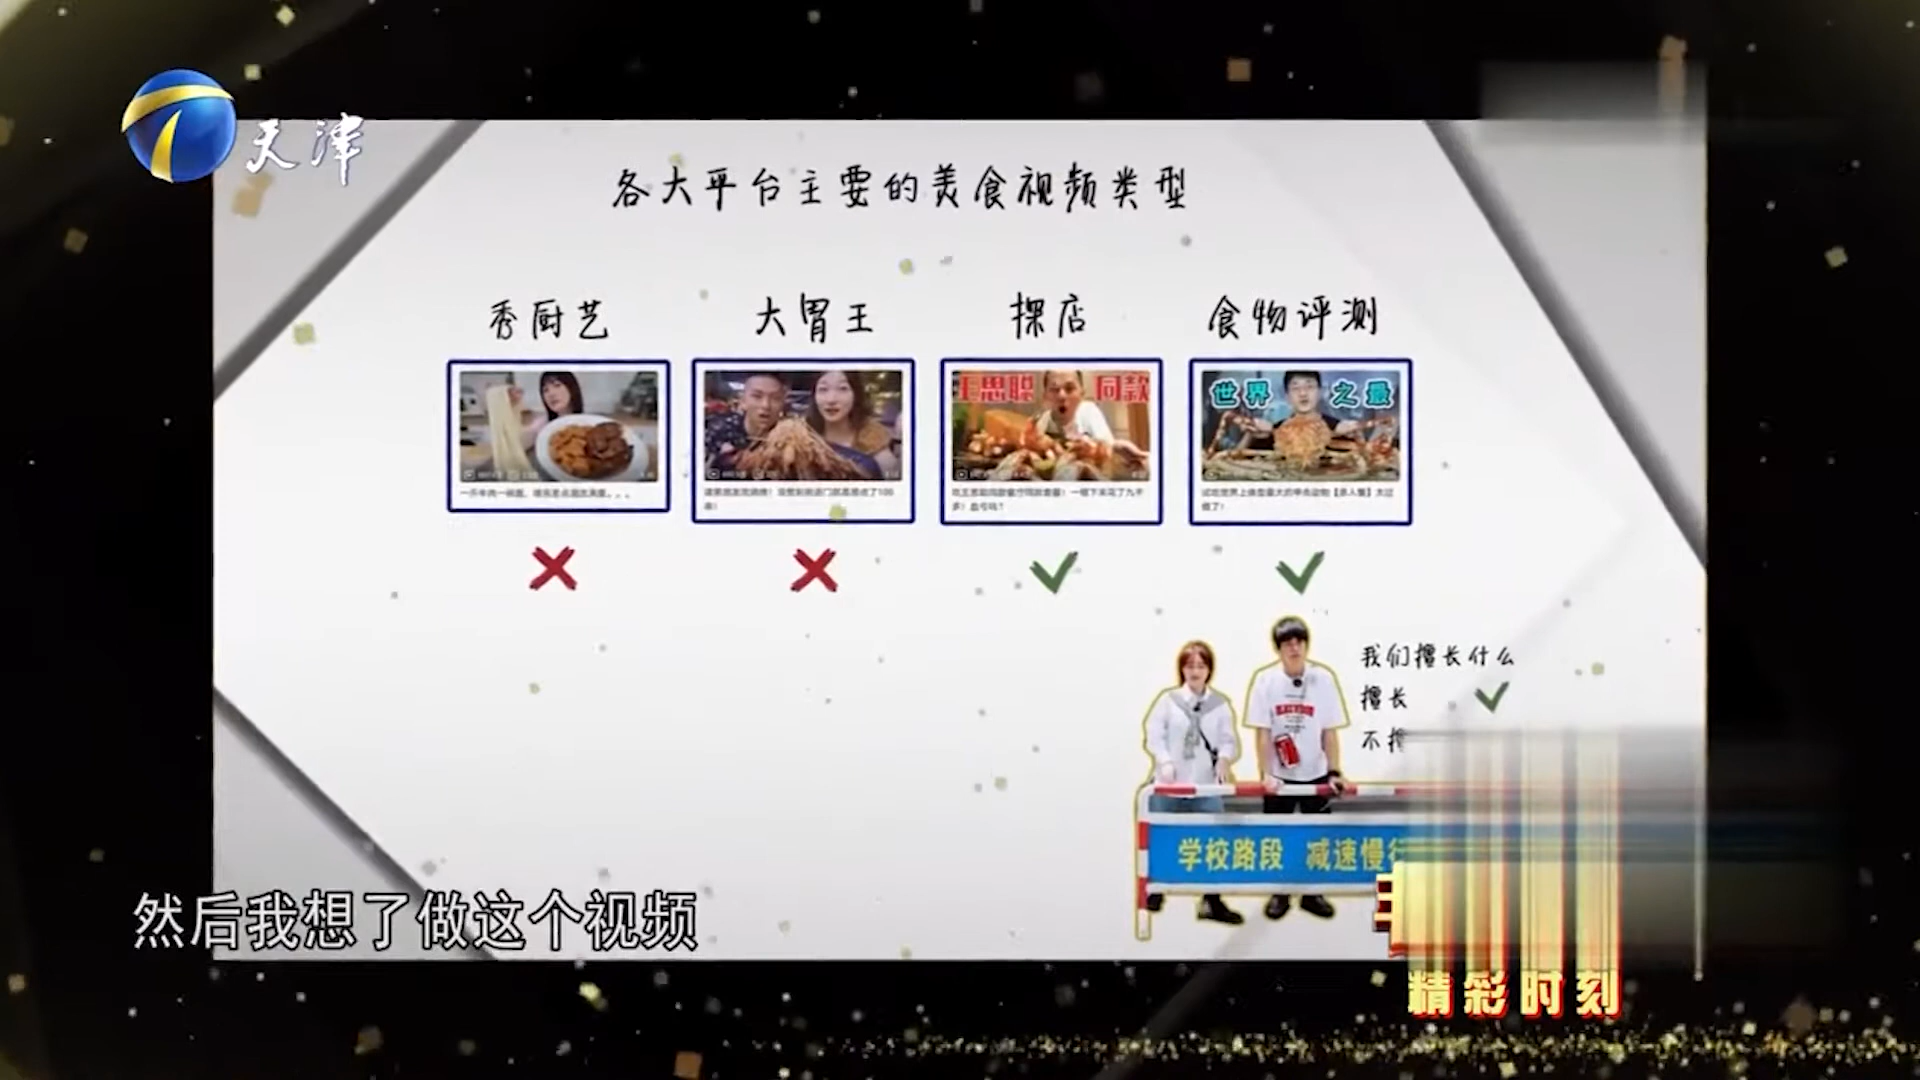 天津
各大平台主要的美食视频类型
秀厨艺
大胃王
探店
食物评测
王思聪 同款
世界之最
我们擅长什么
擅长
不擅
学校路段 减速慢行
然后我想了做这个视频
精彩时刻